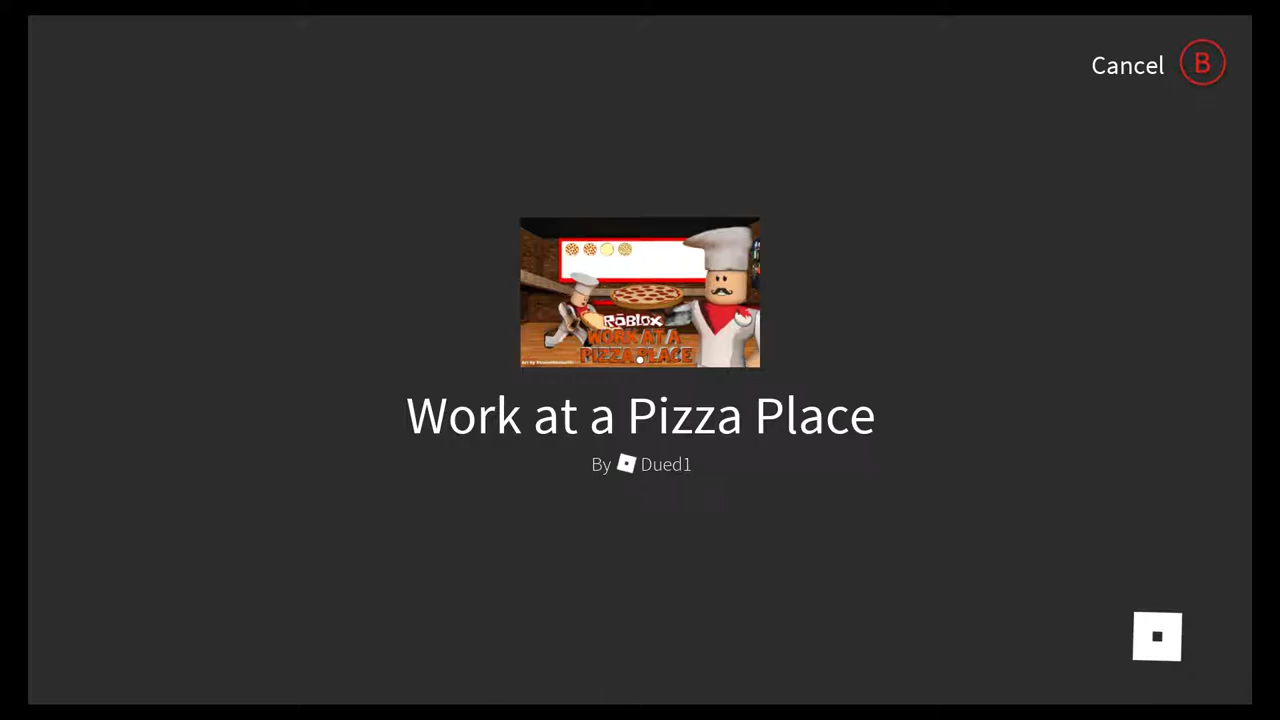 Cancel B
ROBLOX
WORK AT A
PIZZA PLACE
Work at a Pizza Place
By Dued1